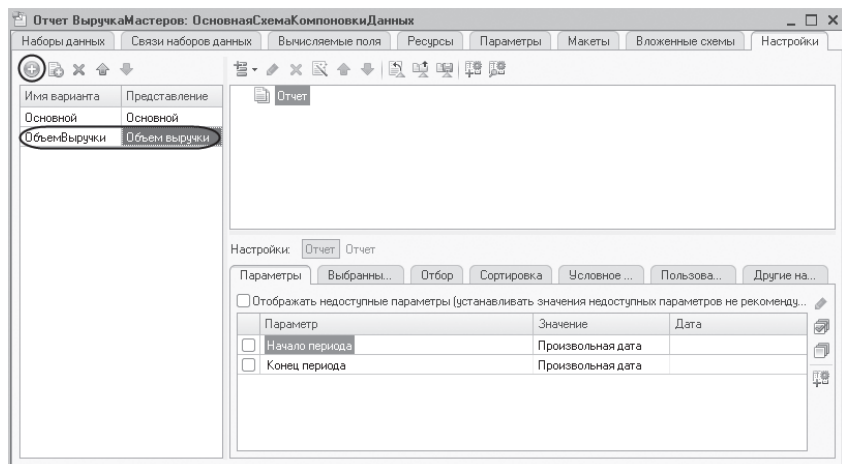 Отчет ВыручкаМастеров: ОсновнаяСхемаКомпоновкиДанных
Наборы данных Связи наборов данных Вычисляемые поля Ресурсы Параметры Макеты Вложенные схемы Настройки
Имя варианта Представление
Основной Основной
ОбъемВыручки Объем выручки
Отчет
Настройки: Отчет Отчет
Параметры Выбранны... Отбор Сортировка Условное ... Пользова... Другие на...
Отображать недоступные параметры (устанавливать значения недоступных параметров не рекоменду...
Параметр Значение Дата
Начало периода Произвольная дата
Конец периода Произвольная дата